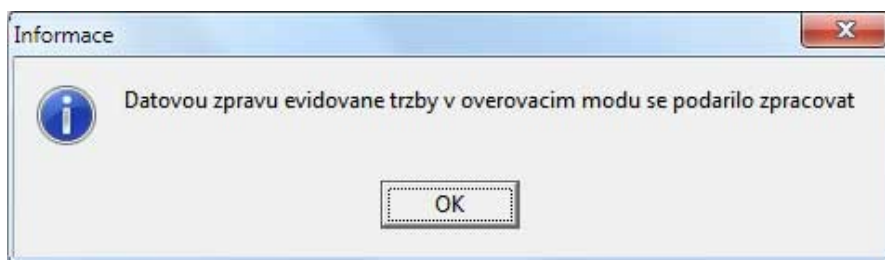 Informace
Datovou zpravu evidovane trzby v overovacim modu se podarilo zpracovat
OK